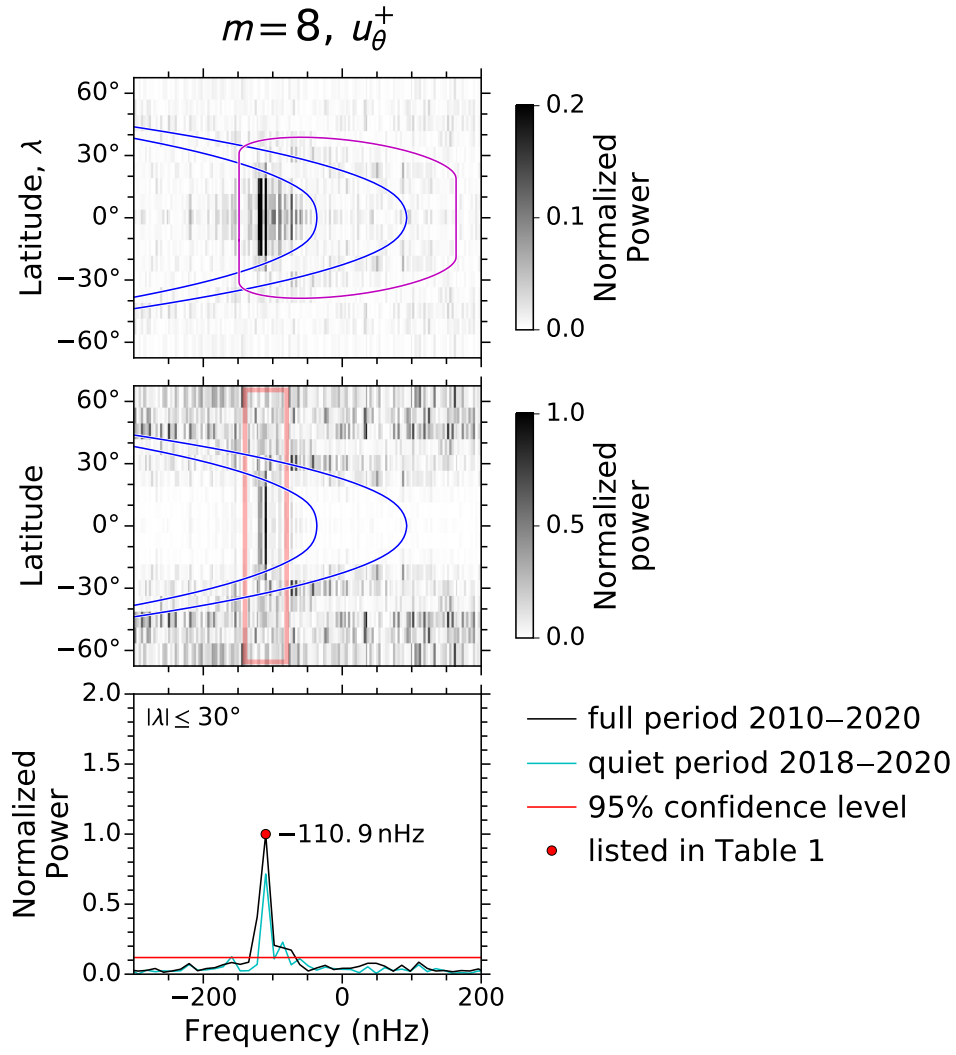 m = 8, u_θ^+
60°
30°
0°
−30°
−60°
Latitude, λ
0.2
0.1
0.0
Normalized
Power
60°
30°
0°
−30°
−60°
Latitude
1.0
0.5
0.0
Normalized
power
2.0
1.5
1.0
0.5
0.0
Normalized
Power
|λ| ≤ 30°
−110.9 nHz
−200
0
200
Frequency (nHz)
full period 2010−2020
quiet period 2018−2020
95% confidence level
listed in Table 1